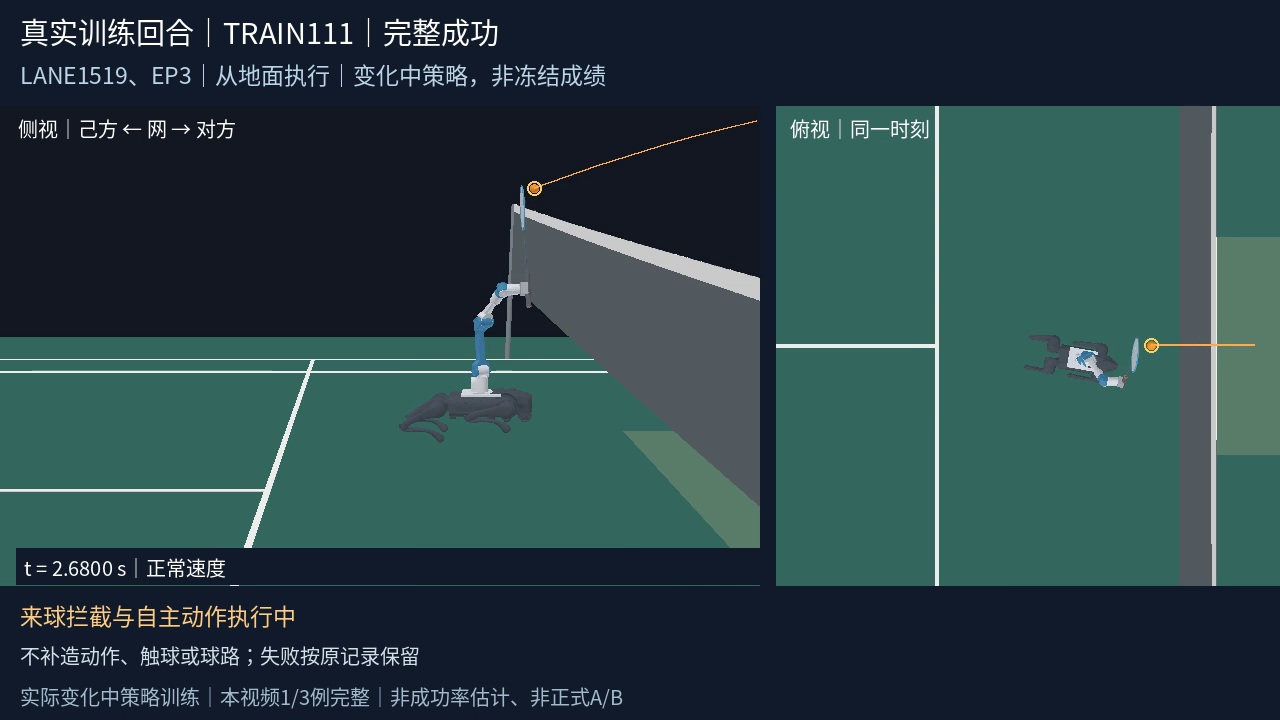 真实训练回合｜TRAIN111｜完整成功
LANE1519、EP3｜从地面执行｜变化中策略，非冻结成绩
侧视｜己方 ← 网 → 对方
俯视｜同一时刻
t = 2.6800 s｜正常速度
来球拦截与自主动作执行中
不补造动作、触球或球路；失败按原记录保留
实际变化中策略训练｜本视频1/3例完整｜非成功率估计、非正式A/B